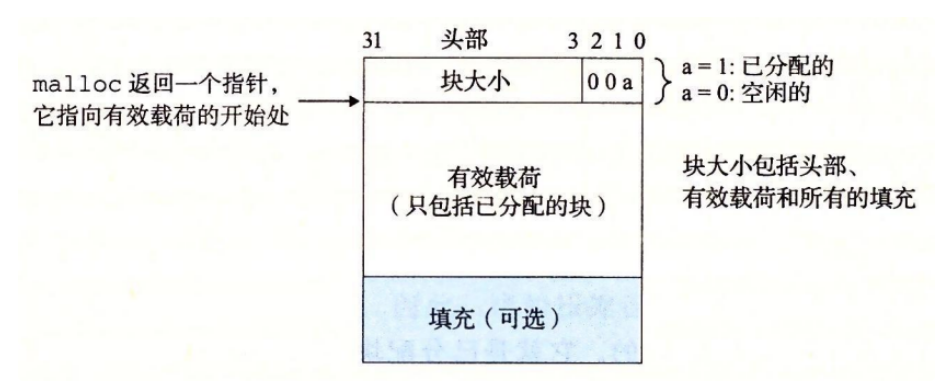 31 头部 3 2 1 0
malloc 返回一个指针，
它指向有效载荷的开始处
块大小 0 0 a
a = 1: 已分配的
a = 0: 空闲的
有效载荷
（只包括已分配的块）
块大小包括头部、
有效载荷和所有的填充
填充（可选）